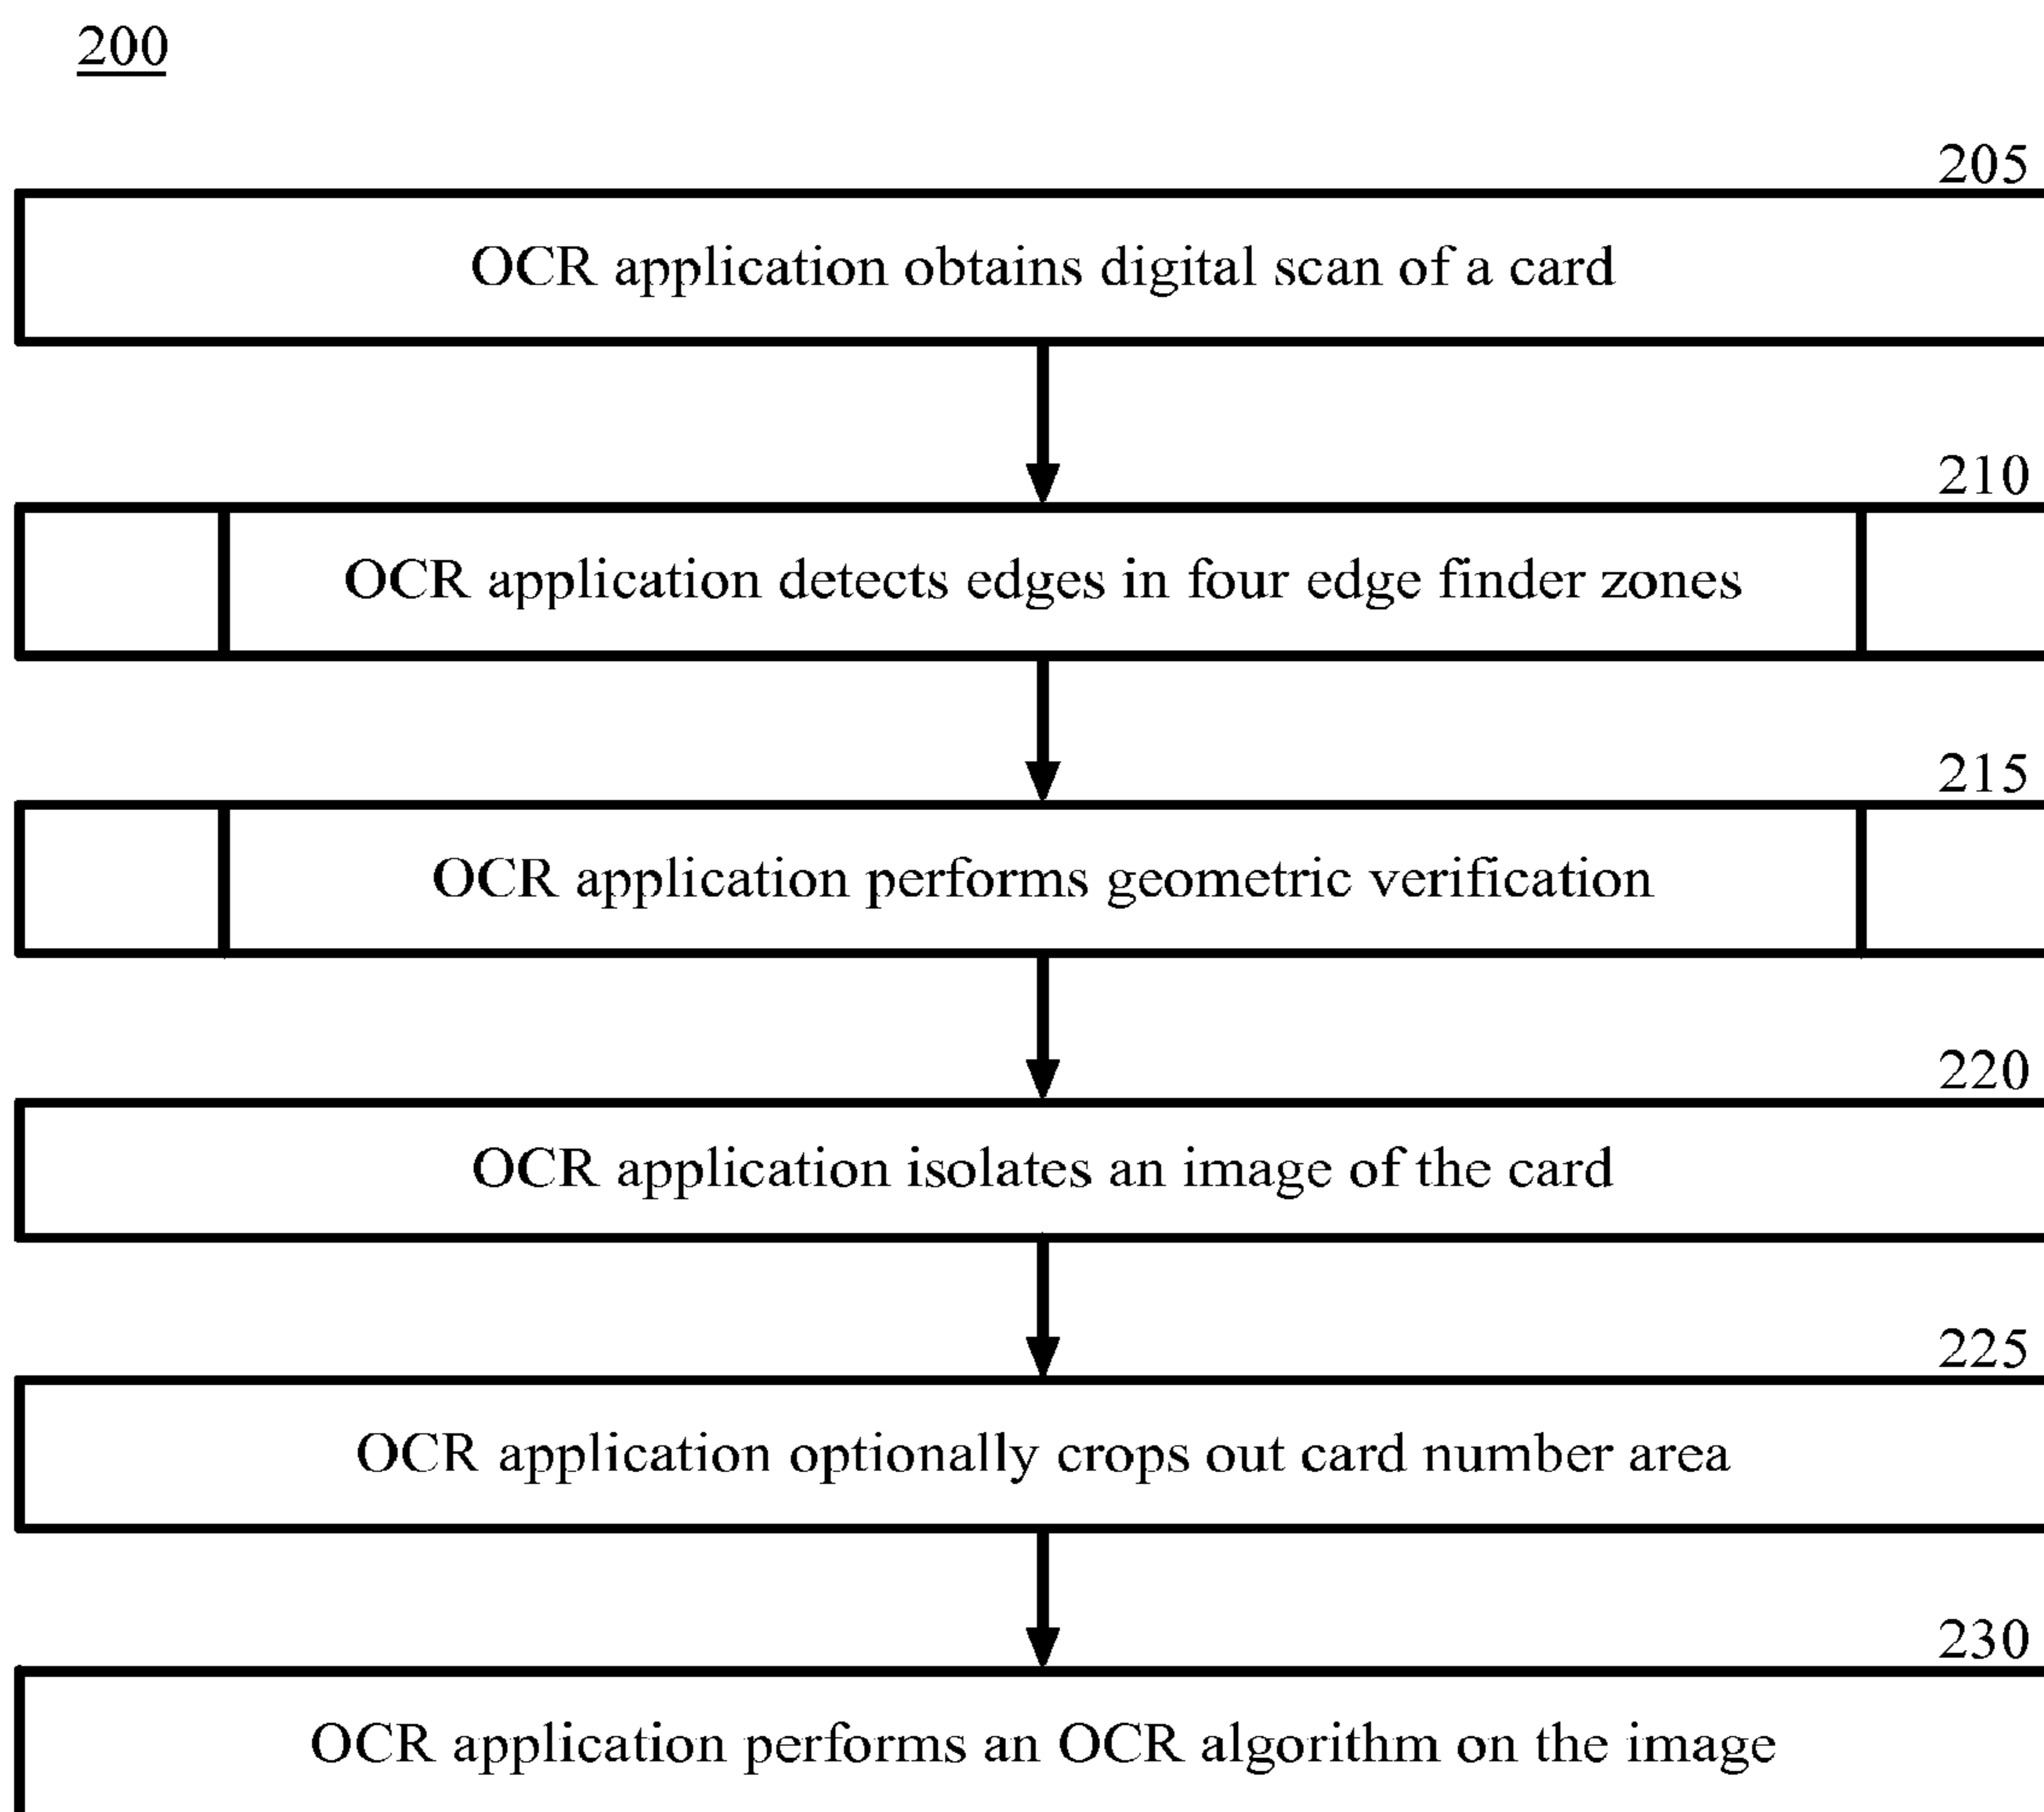 200
205
OCR application obtains digital scan of a card
210
OCR application detects edges in four edge finder zones
215
OCR application performs geometric verification
220
OCR application isolates an image of the card
225
OCR application optionally crops out card number area
230
OCR application performs an OCR algorithm on the image